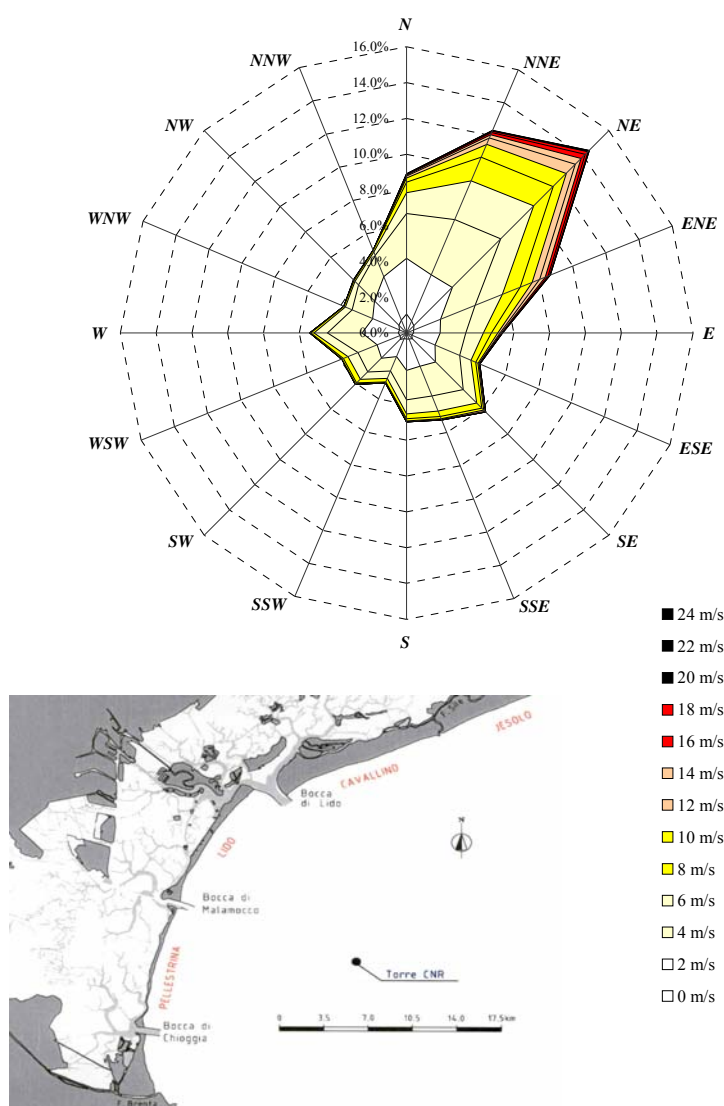 N
NNW
NNE
NW
NE
WNW
ENE
W
E
WSW
ESE
SW
SE
SSW
SSE
S
16.0%
14.0%
12.0%
10.0%
8.0%
6.0%
4.0%
2.0%
0.0%
24 m/s
22 m/s
20 m/s
18 m/s
16 m/s
14 m/s
12 m/s
10 m/s
8 m/s
6 m/s
4 m/s
2 m/s
0 m/s
JESOLO
CAVALLINO
Bocca
di Lido
N
LIDO
Bocca di
Malamocco
PELLESTRINA
Torre CNR
Bocca di
Chioggia
0 3.5 7.0 10.5 14.0 17.5km
F. Brenta